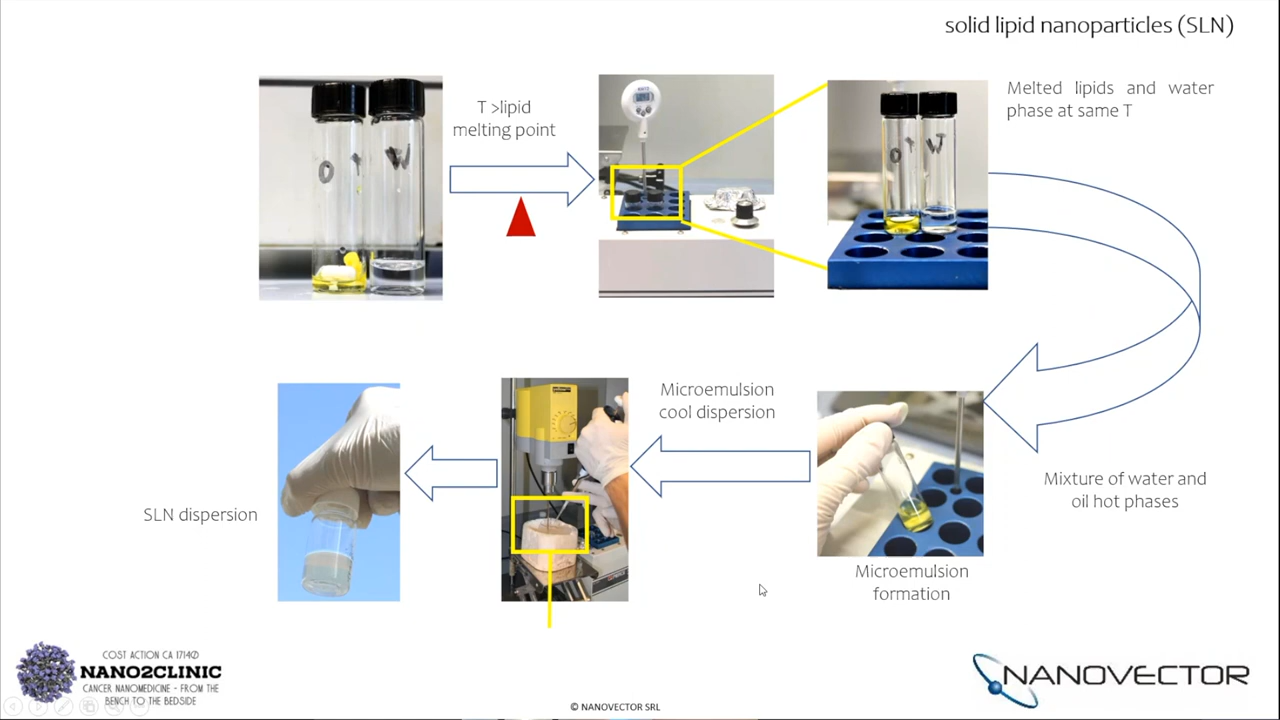 solid lipid nanoparticles (SLN)
T >lipid
melting point
Melted lipids and water
phase at same T
O W
O W
Mixture of water and
oil hot phases
Microemulsion
formation
Microemulsion
cool dispersion
SLN dispersion
COST ACTION CA 17140
NANO2CLINIC
CANCER NANOMEDICINE - FROM THE
BENCH TO THE BEDSIDE
© NANOVECTOR SRL
NANOVECTOR